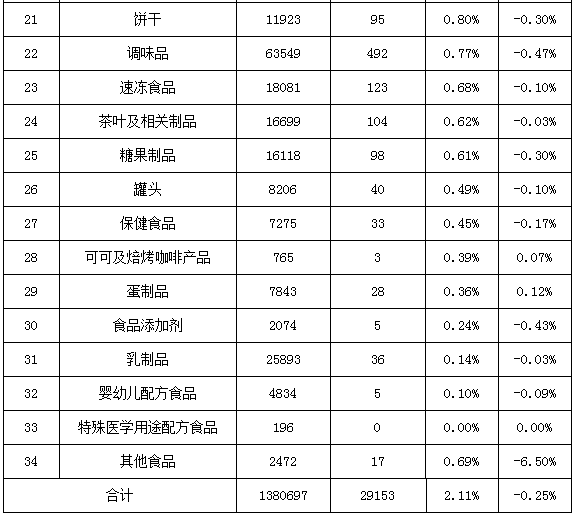 21 饼干 11923 95 0.80% -0.30%
22 调味品 63549 492 0.77% -0.47%
23 速冻食品 18081 123 0.68% -0.10%
24 茶叶及相关制品 16699 104 0.62% -0.03%
25 糖果制品 16118 98 0.61% -0.30%
26 罐头 8206 40 0.49% -0.10%
27 保健食品 7275 33 0.45% -0.17%
28 可可及焙烤咖啡产品 765 3 0.39% 0.07%
29 蛋制品 7843 28 0.36% 0.12%
30 食品添加剂 2074 5 0.24% -0.43%
31 乳制品 25893 36 0.14% -0.03%
32 婴幼儿配方食品 4834 5 0.10% -0.09%
33 特殊医学用途配方食品 196 0 0.00% 0.00%
34 其他食品 2472 17 0.69% -6.50%
合计 1380697 29153 2.11% -0.25%